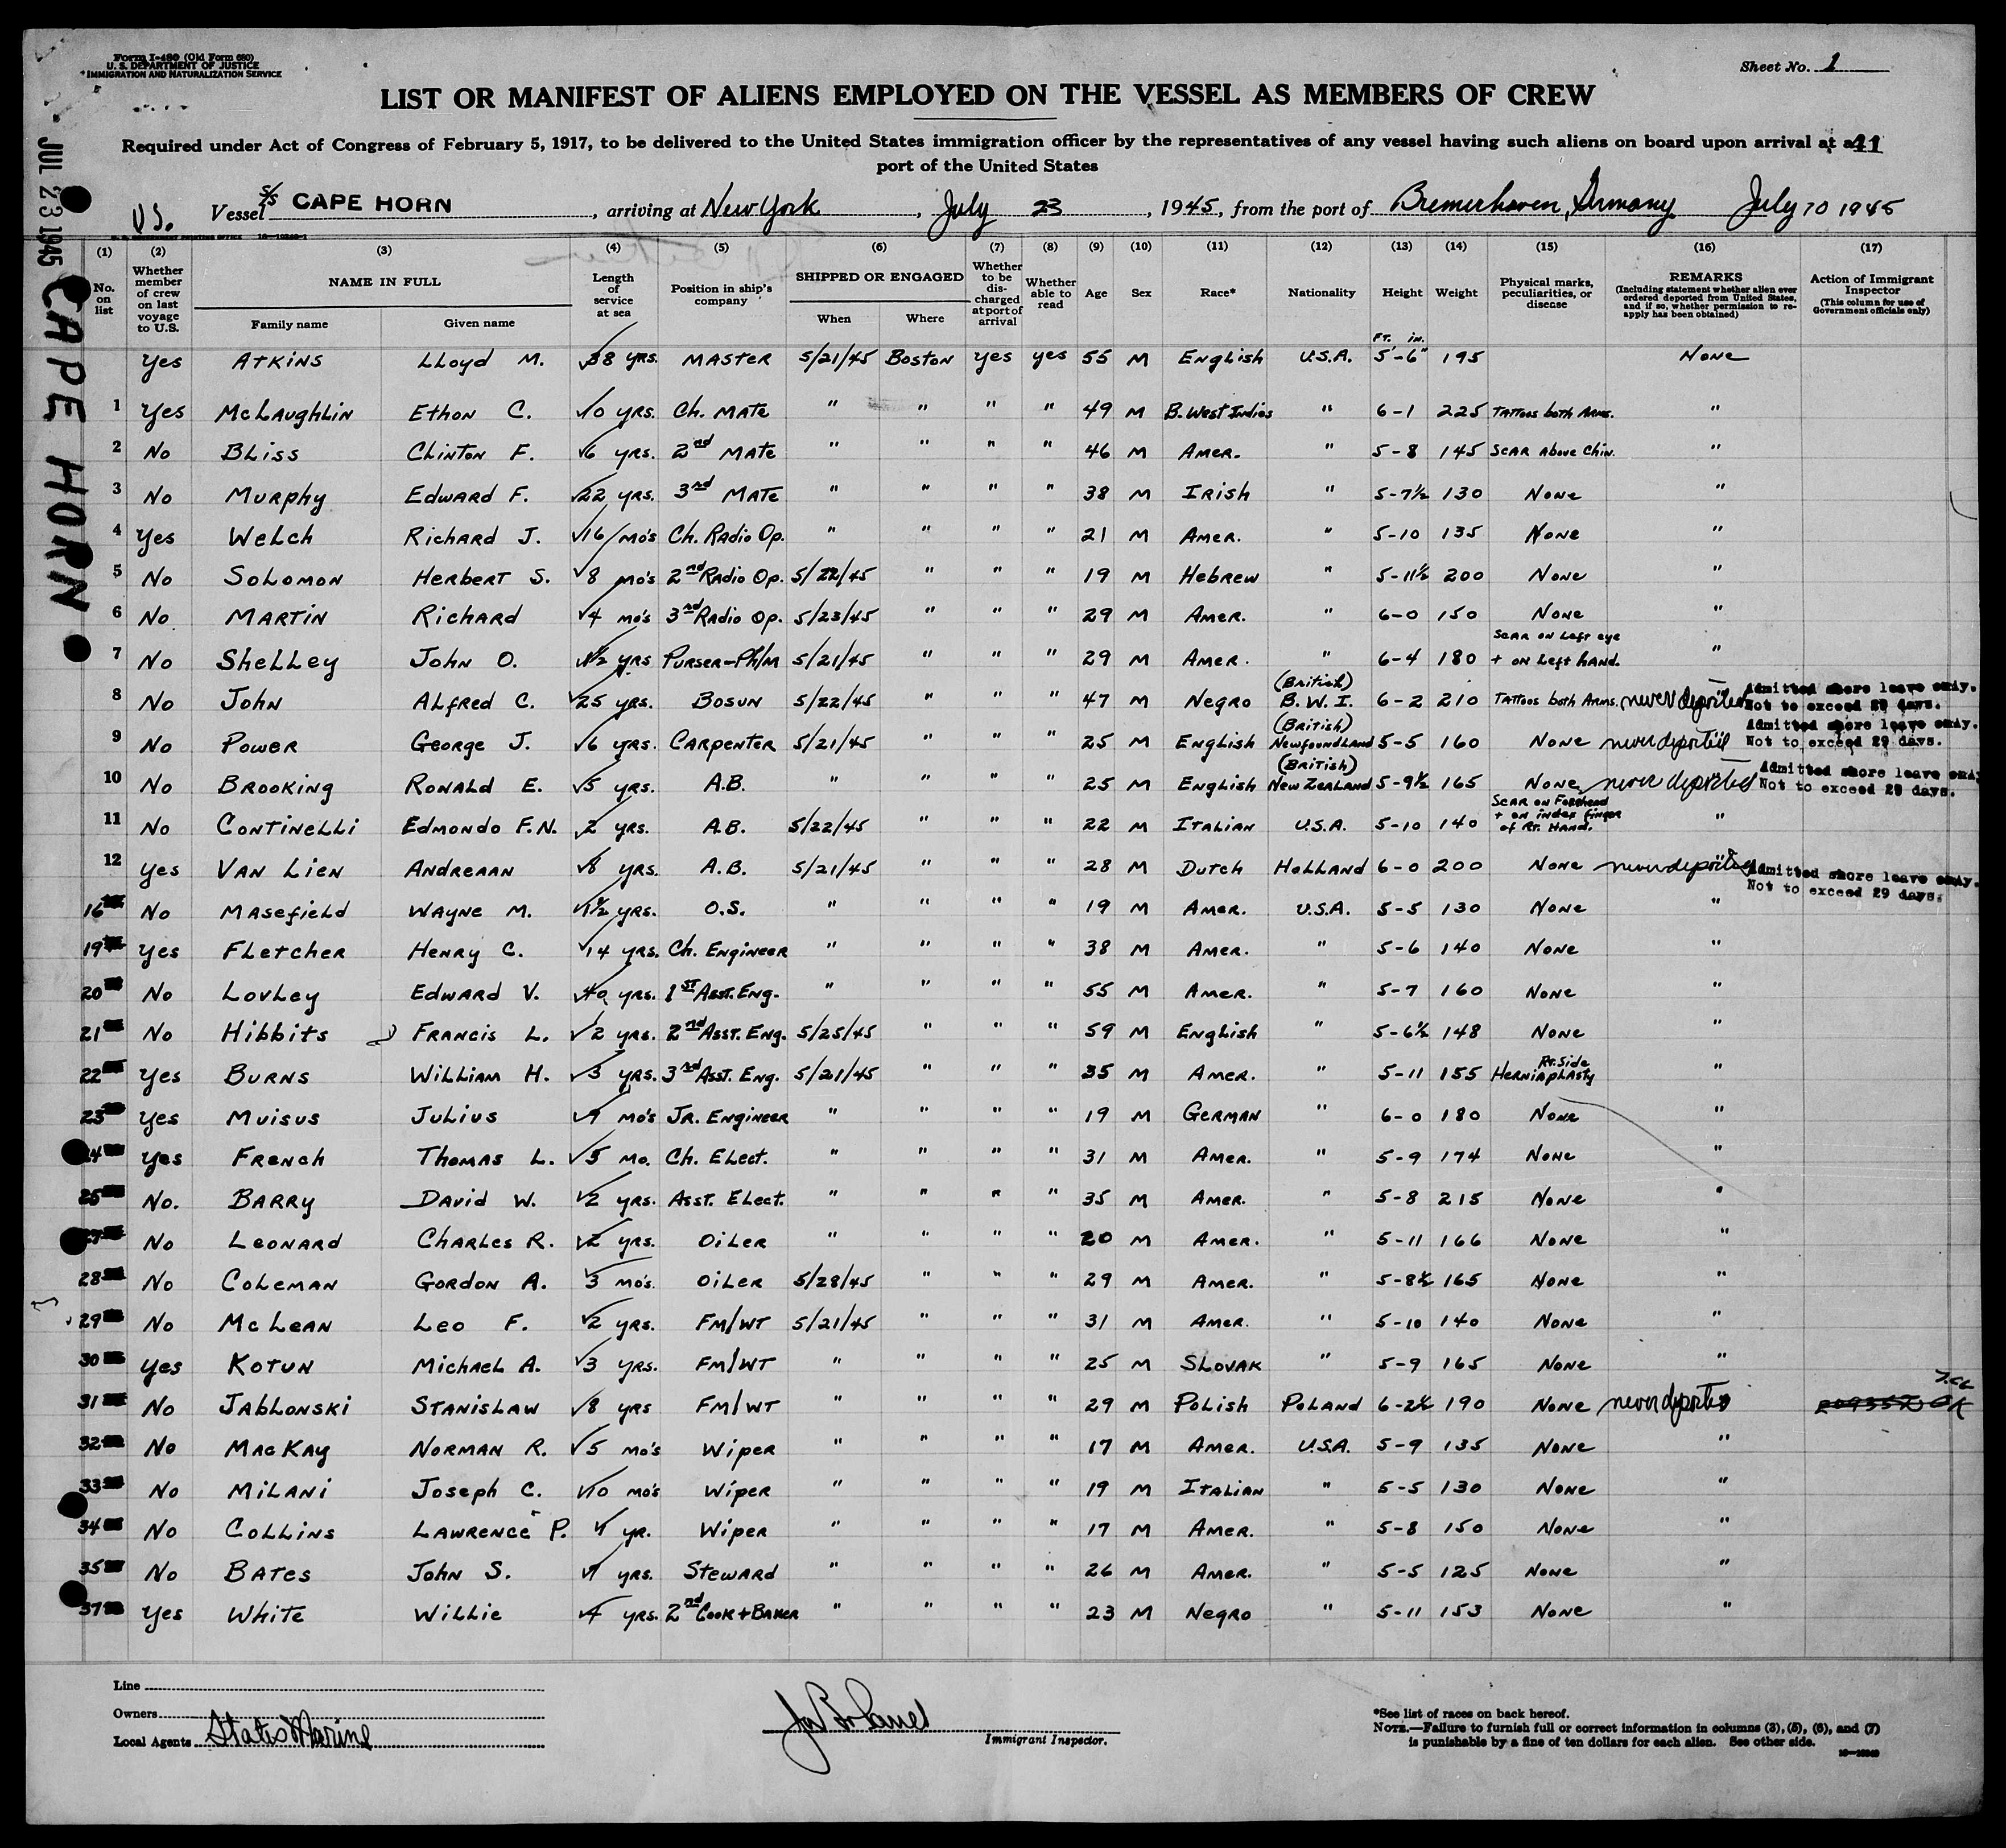 Form I-480 (Old Form 680)
U. S. DEPARTMENT OF JUSTICE
IMMIGRATION AND NATURALIZATION SERVICE
Sheet No. 1
LIST OR MANIFEST OF ALIENS EMPLOYED ON THE VESSEL AS MEMBERS OF CREW
Required under Act of Congress of February 5, 1917, to be delivered to the United States immigration officer by the representatives of any vessel having such aliens on board upon arrival at a
port of the United States
41
JUL 23 1945
CAPE HORN
U.S. Vessel S/S CAPE HORN, arriving at New York, July 23, 1945, from the port of Bremerhaven, Germany July 10 1945
(1) (2) (3) (4) (5) (6) (7) (8) (9) (10) (11) (12) (13) (14) (15) (16) (17)
No. on list
Whether member of crew on last voyage to U.S.
NAME IN FULL
Family name Given name
Length of service at sea
Position in ship's company
SHIPPED OR ENGAGED
When Where
Whether to be discharged at port of arrival
Whether able to read
Age Sex Race* Nationality Height Weight
Physical marks, peculiarities, or disease
REMARKS
(Including statement whether alien ever ordered deported from United States, and if so, whether permission to reapply has been obtained)
Action of Immigrant Inspector
(This column for use of Government officials only)
Ft. in.
Yes ATKINS LLoyd M. 38 yrs. MASTER 5/21/45 Boston yes yes 55 M English U.S.A. 5'-6" 195 None
1 Yes McLaughlin Ethon C. 10 yrs. Ch. Mate " " " " 49 M B. West Indies " 6-1 225 Tattoos both Arms. "
2 No Bliss Clinton F. 6 yrs. 2nd Mate " " " " 46 M Amer. " 5-8 145 Scar Above Chin. "
3 No Murphy Edward F. 22 yrs. 3rd Mate " " " " 38 M Irish " 5-7½ 130 None "
4 Yes Welch Richard J. 16 mo's Ch. Radio Op. " " " " 21 M Amer. " 5-10 135 None "
5 No Solomon Herbert S. 8 mo's 2nd Radio Op. 5/22/45 " " " 19 M Hebrew " 5-11½ 200 None "
6 No Martin Richard 4 mo's 3rd Radio Op. 5/23/45 " " " 29 M Amer. " 6-0 150 None "
7 No Shelley John O. 1½ yrs Purser-Ph/M 5/21/45 " " " 29 M Amer. " 6-4 180 Scar on Left eye + on Left hand. "
8 No John Alfred C. 25 yrs. Bosun 5/22/45 " " " 47 M Negro (British) B.W.I. 6-2 210 Tattoos both Arms. never deported Admitted shore leave only. Not to exceed 29 days.
9 No Power George J. 6 yrs. Carpenter 5/21/45 " " " 25 M English (British) Newfoundland 5-5 160 None never deported Admitted shore leave only. Not to exceed 29 days.
10 No Brooking Ronald E. 5 yrs. A.B. " " " " 25 M English (British) New Zealand 5-9½ 165 None never deported Admitted shore leave only Not to exceed 29 days.
11 No Continelli Edmondo F.N. 2 yrs. A.B. 5/22/45 " " " 22 M Italian U.S.A. 5-10 140 Scar on Forehead + on index finger of Rt. Hand. "
12 yes Van Lien Andreaan 8 yrs. A.B. 5/21/45 " " " 28 M Dutch Holland 6-0 200 None never deported Admitted shore leave only. Not to exceed 29 days.
16 No Masefield Wayne M. 1½ yrs. O.S. " " " " 19 M Amer. U.S.A. 5-5 130 None "
19 Yes Fletcher Henry C. 14 yrs. Ch. Engineer " " " " 38 M Amer. " 5-6 140 None "
20 No Lovley Edward V. 40 yrs. 1st Asst. Eng. " " " " 55 M Amer. " 5-7 160 None "
21 No Hibbits Francis L. 2 yrs. 2nd Asst. Eng. 5/25/45 " " " 59 M English " 5-6½ 148 None "
22 Yes Burns William H. 3 yrs. 3rd Asst. Eng. 5/21/45 " " " 35 M Amer. " 5-11 155 Rt. Side Herniaplasty "
23 Yes Muisus Julius 9 mo's Jr. Engineer " " " " 19 M German " 6-0 180 None "
24 Yes French Thomas L. 5 mo. Ch. Elect. " " " " 31 M Amer. " 5-9 174 None "
25 No. Barry David W. 2 yrs. Asst. Elect. " " " " 35 M Amer. " 5-8 215 None "
27 No Leonard Charles R. 2 yrs. Oiler " " " " 20 M Amer. " 5-11 166 None "
28 No Coleman Gordon A. 3 mo's. Oiler 5/28/45 " " " 29 M Amer. " 5-8½ 165 None "
29 No McLean Leo F. 2 yrs. FM/WT 5/21/45 " " " 31 M Amer. " 5-10 140 None "
30 yes Kotun Michael A. 3 yrs. FM/WT " " " " 25 M Slovak " 5-9 165 None "
31 No Jablonski Stanislaw 8 yrs FM/WT " " " " 29 M Polish Poland 6-2½ 190 None never deported OK
32 No MacKay Norman R. 5 mo's Wiper " " " " 17 M Amer. U.S.A. 5-9 135 None "
33 No Milani Joseph C. 10 mo's Wiper " " " " 19 M Italian " 5-5 130 None "
34 No Collins Lawrence P. 1 yr. Wiper " " " " 17 M Amer. " 5-8 150 None "
35 No Bates John S. yrs. Steward " " " " 26 M Amer. " 5-5 125 None "
37 Yes White Willie 4 yrs. 2nd Cook + Baker " " " " 23 M Negro " 5-11 153 None "
Line
Owners
Local Agents States Marine
Immigrant Inspector.
*See list of races on back hereof.
NOTE.—Failure to furnish full or correct information in columns (3), (5), (6), and (7)
is punishable by a fine of ten dollars for each alien. See other side.